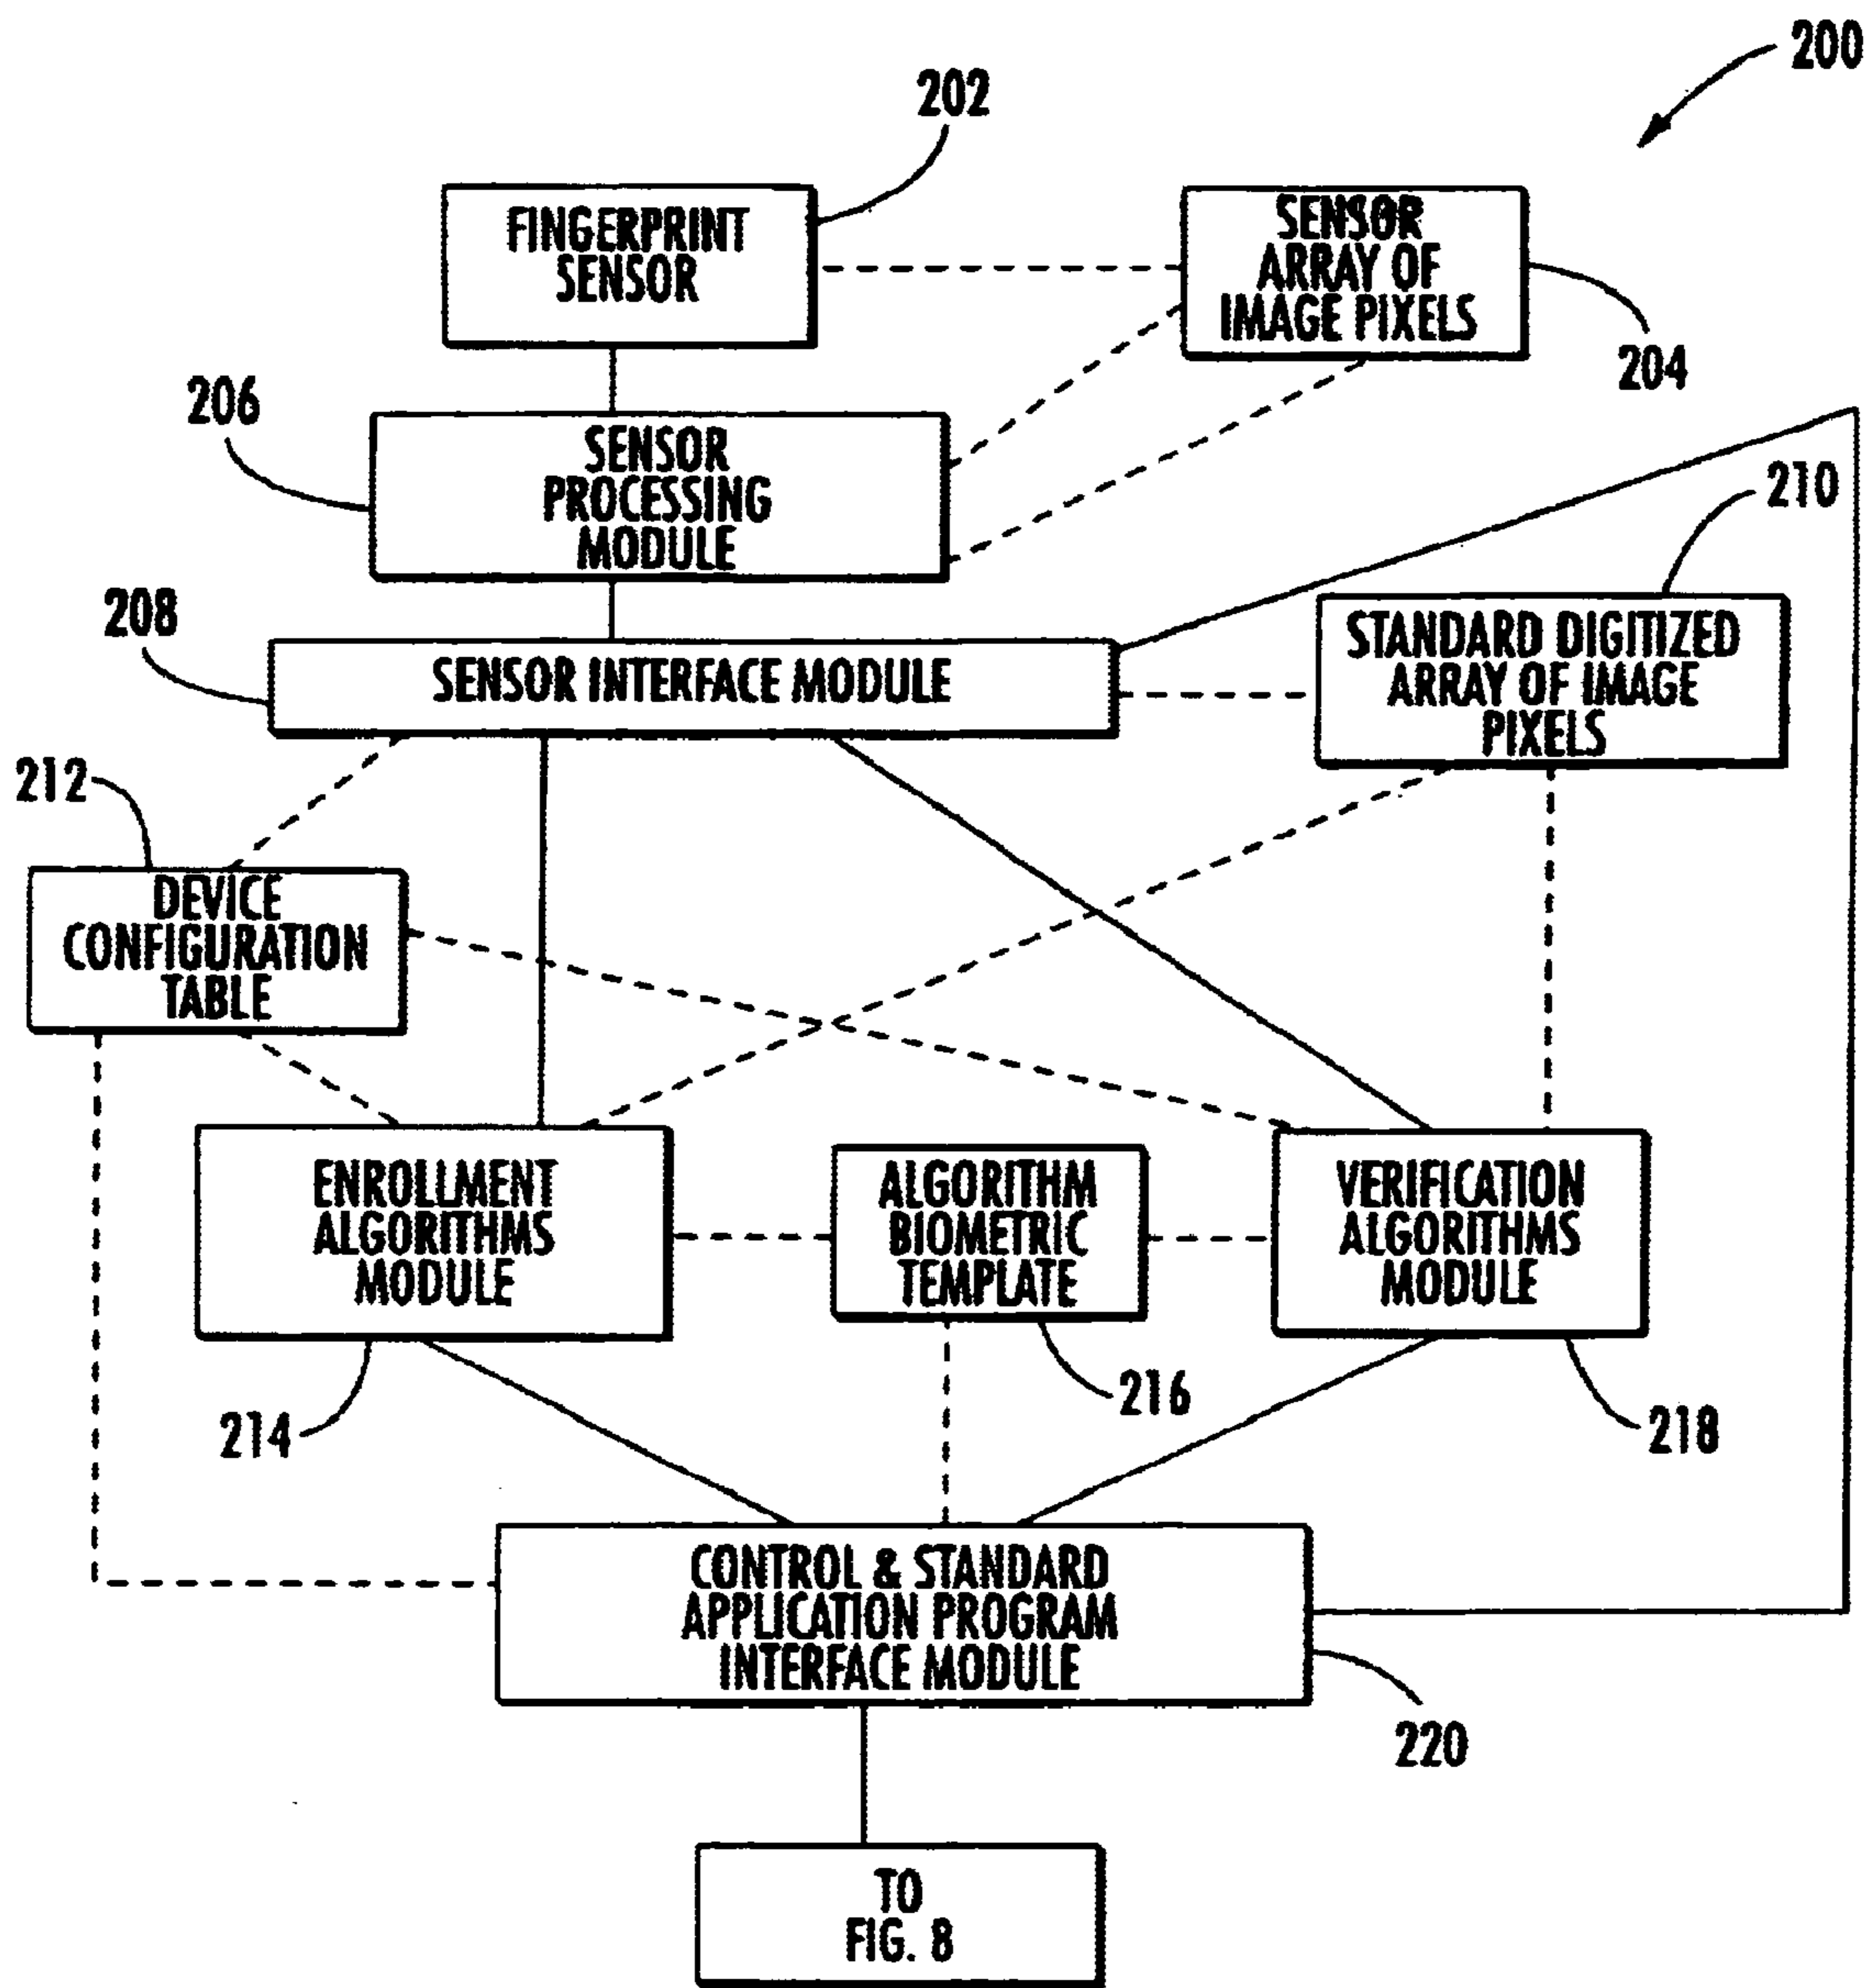 200
202
FINGERPRINT
SENSOR
SENSOR
ARRAY OF
IMAGE PIXELS
204
206
SENSOR
PROCESSING
MODULE
210
208
SENSOR INTERFACE MODULE
STANDARD DIGITIZED
ARRAY OF IMAGE
PIXELS
212
DEVICE
CONFIGURATION
TABLE
ENROLLMENT
ALGORITHMS
MODULE
ALGORITHM
BIOMETRIC
TEMPLATE
VERIFICATION
ALGORITHMS
MODULE
214
216
218
CONTROL & STANDARD
APPLICATION PROGRAM
INTERFACE MODULE
220
TO
FIG. 8